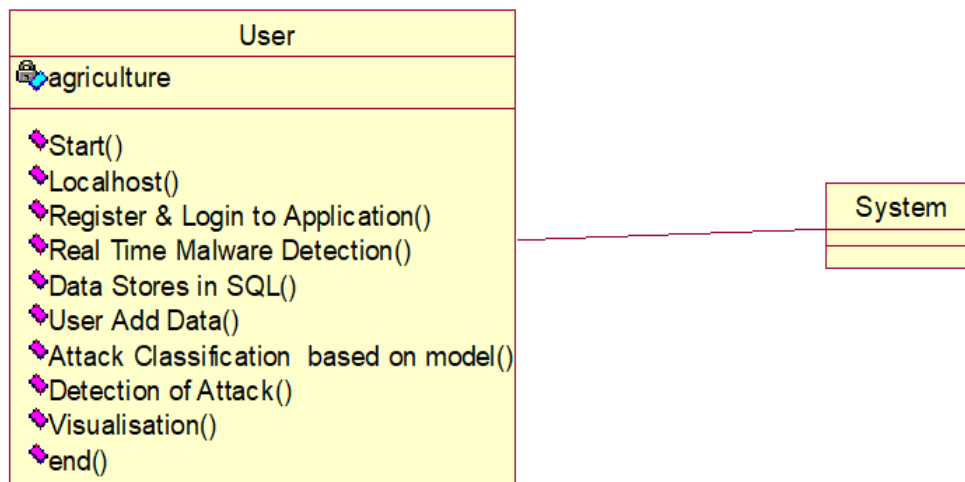 User
agriculture
Start()
Localhost()
Register & Login to Application()
Real Time Malware Detection()
Data Stores in SQL()
User Add Data()
Attack Classification  based on model()
Detection of Attack()
Visualisation()
end()
System